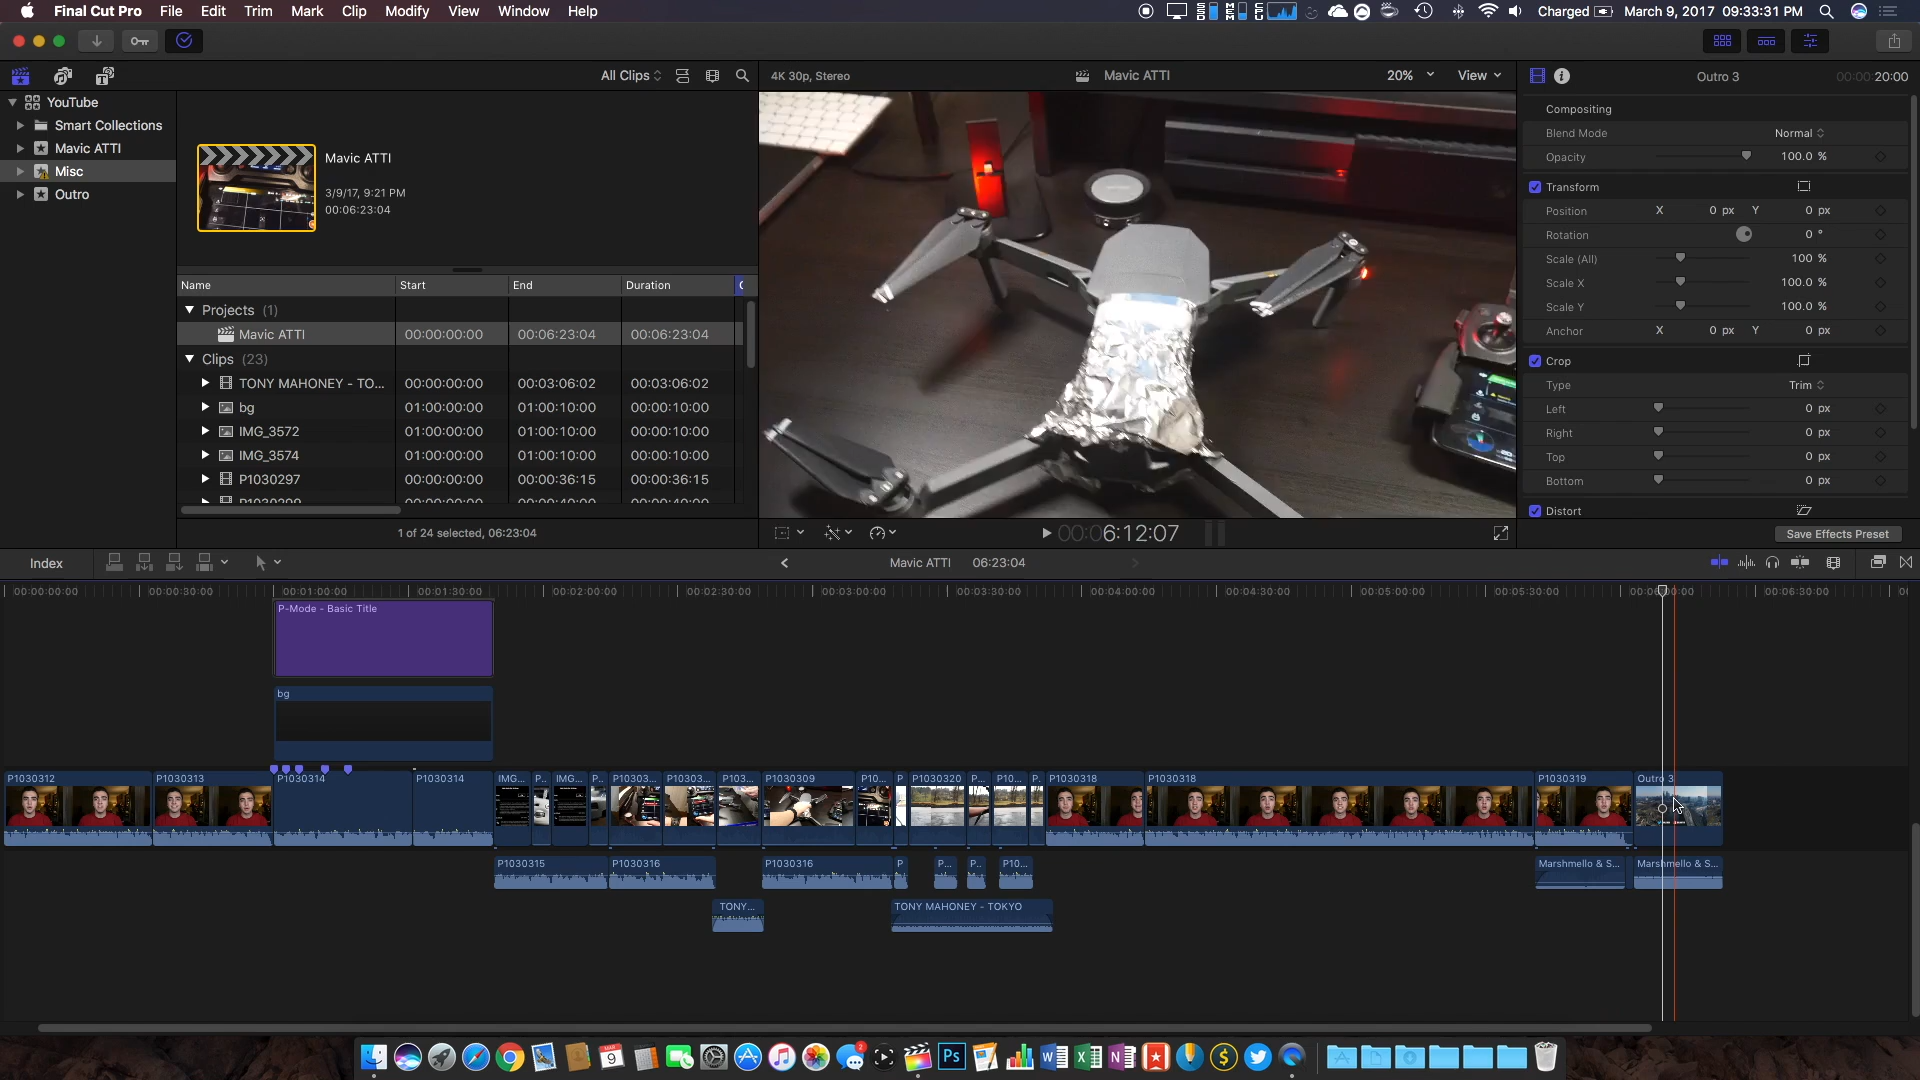 Final Cut Pro File Edit Trim Mark Clip Modify View Window Help
Charged March 9, 2017 09:33:31 PM
All Clips
4K 30p, Stereo
Mavic ATTI
20%
View
Outro 3
00:00:20:00
YouTube
Smart Collections
Mavic ATTI
Misc
Outro
Mavic ATTI
3/9/17, 9:21 PM
00:06:23:04
Name Start End Duration
Projects (1)
Mavic ATTI 00:00:00:00 00:06:23:04 00:06:23:04
Clips (23)
TONY MAHONEY - TO... 00:00:00:00 00:03:06:02 00:03:06:02
bg 01:00:00:00 01:00:10:00 00:00:10:00
IMG_3572 01:00:00:00 01:00:10:00 00:00:10:00
IMG_3574 01:00:00:00 01:00:10:00 00:00:10:00
P1030297 00:00:00:00 00:00:36:15 00:00:36:15
1 of 24 selected, 06:23:04
00:06:12:07
Compositing
Blend Mode Normal
Opacity 100.0 %
Transform
Position X 0 px Y 0 px
Rotation 0 °
Scale (All) 100 %
Scale X 100.0 %
Scale Y 100.0 %
Anchor X 0 px Y 0 px
Crop
Type Trim
Left 0 px
Right 0 px
Top 0 px
Bottom 0 px
Distort
Save Effects Preset
Index
Mavic ATTI 06:23:04
00:00:00:00 00:00:30:00 00:01:00:00 00:01:30:00 00:02:00:00 00:02:30:00 00:03:00:00 00:03:30:00 00:04:00:00 00:04:30:00 00:05:00:00 00:05:30:00 00:06:00:00 00:06:30:00
P-Mode - Basic Title
bg
P1030312 P1030313 P1030314 P1030314 IMG... P.. IMG... P.. P10303... P10303... P103... P1030309 P10... P P1030320 P... P10... P. P1030318 P1030318 P1030319 Outro 3
P1030315 P1030316 P1030316 P P... P.. P10... Marshmello & S... Marshmello & S...
TONY... TONY MAHONEY - TOKYO